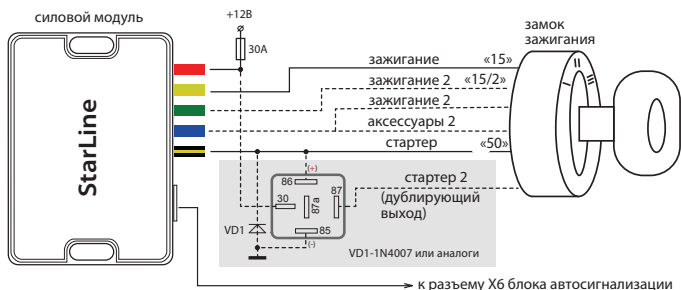 силовой модуль
+12В
30А
замок
зажигания
StarLine
зажигание «15»
зажигание 2 «15/2»
зажигание 2
аксессуары 2
стартер «50»
(+)
86
87
30
87а
85
(-)
VD1
стартер 2
(дублирующий
выход)
VD1-1N4007 или аналоги
к разъему Х6 блока автосигнализации